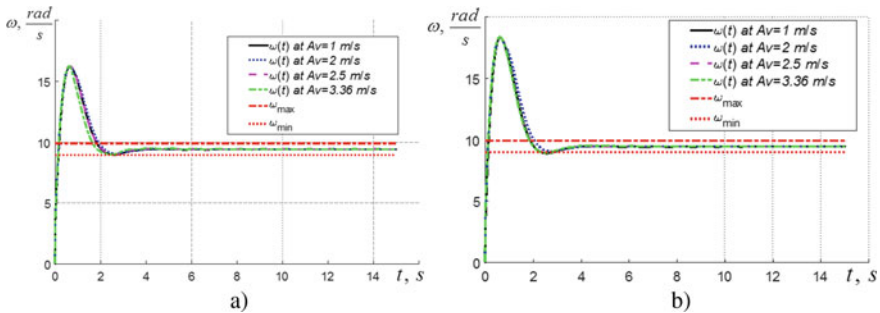 ω, rad/s
ω(t) at Av=1 m/s
ω(t) at Av=2 m/s
ω(t) at Av=2.5 m/s
ω(t) at Av=3.36 m/s
ωmax
ωmin
15
10
5
0
0 2 4 6 8 10 12 14 t, s
a)
ω, rad/s
ω(t) at Av=1 m/s
ω(t) at Av=2 m/s
ω(t) at Av=2.5 m/s
ω(t) at Av=3.36 m/s
ωmax
ωmin
15
10
5
0
0 2 4 6 8 10 12 14 t, s
b)